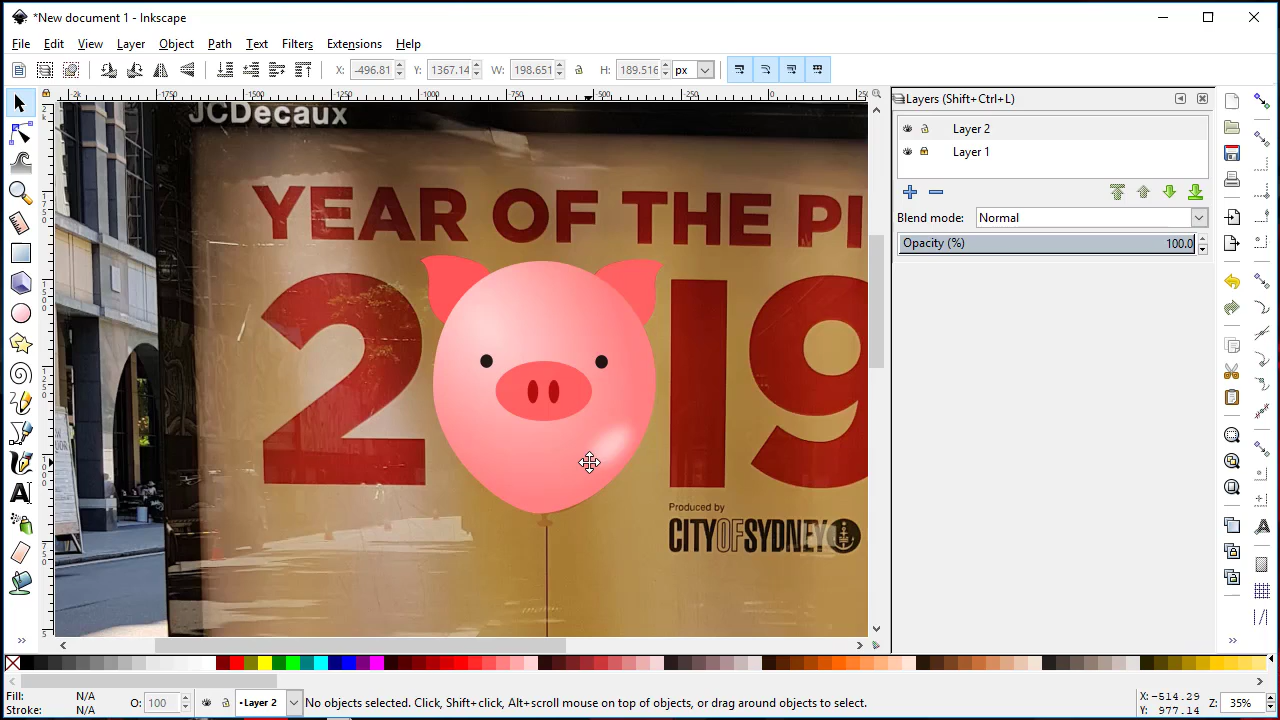 *New document 1 - Inkscape
File Edit View Layer Object Path Text Filters Extensions Help
X: -496.81 Y: 1367.14 W: 198.651 H: 189.516 px
Layers (Shift+Ctrl+L)
Layer 2
Layer 1
Blend mode: Normal
Opacity (%) 100.0
JCDecaux
YEAR OF THE PI
2 19
Produced by
CITYOFSYDNEY
Fill: N/A
Stroke: N/A
O: 100
Layer 2
No objects selected. Click, Shift+click, Alt+scroll mouse on top of objects, or drag around objects to select.
X: -514.29
Y: 977.14
Z: 35%